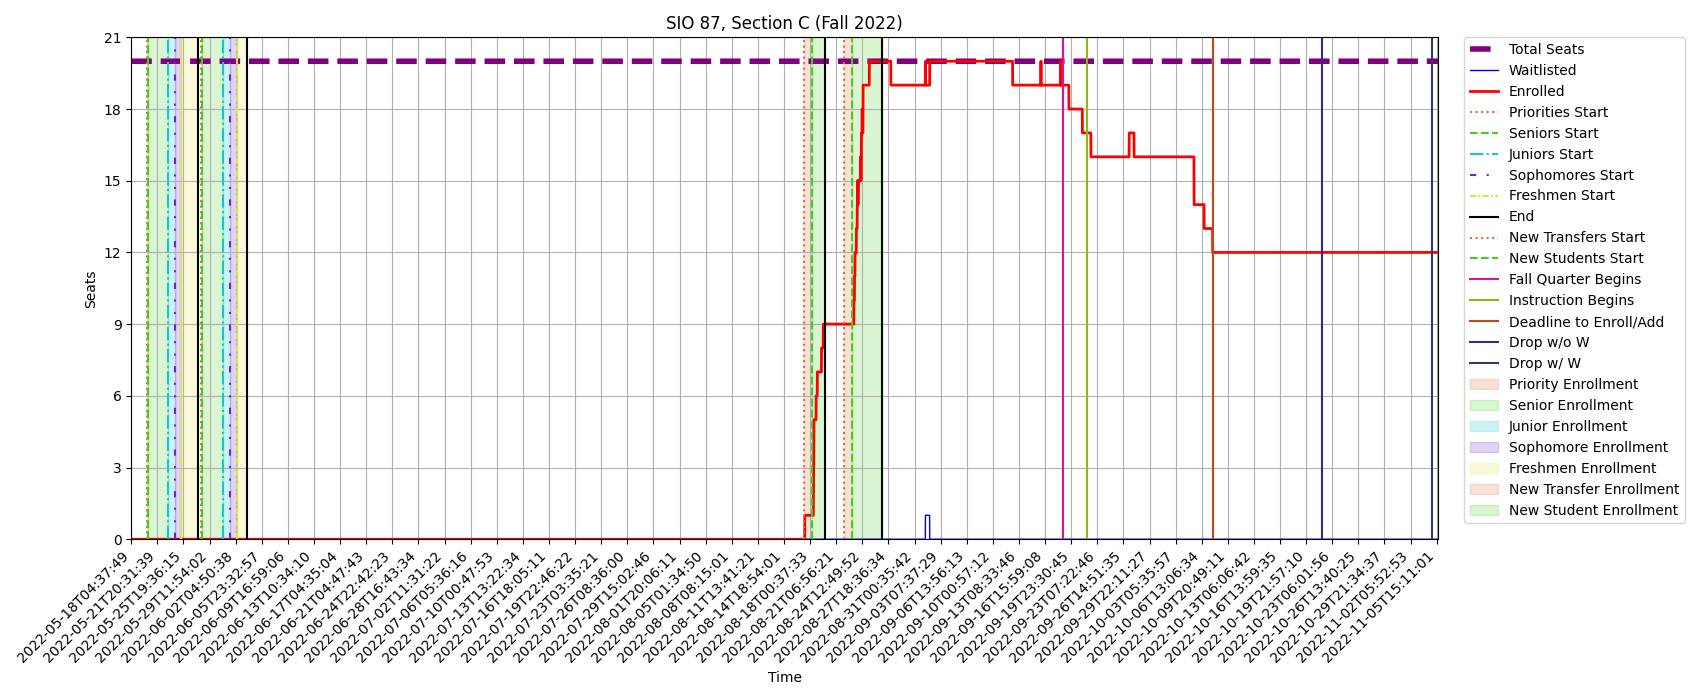 SIO 87, Section C (Fall 2022)
Seats
21
18
15
12
9
6
3
0
2022-05-18T04:37:49
2022-05-21T20:31:39
2022-05-25T19:36:15
2022-05-29T11:54:02
2022-06-02T04:50:38
2022-06-05T23:32:57
2022-06-09T16:59:06
2022-06-13T10:34:10
2022-06-17T04:35:04
2022-06-21T04:47:43
2022-06-24T22:42:23
2022-06-28T16:43:34
2022-07-02T11:31:22
2022-07-06T05:36:16
2022-07-10T00:47:53
2022-07-13T13:22:34
2022-07-16T18:05:11
2022-07-19T22:46:22
2022-07-23T03:35:21
2022-07-26T08:36:00
2022-07-29T15:02:46
2022-08-01T20:06:11
2022-08-05T01:34:50
2022-08-08T08:15:01
2022-08-11T13:41:21
2022-08-14T18:54:01
2022-08-18T00:37:33
2022-08-21T06:56:21
2022-08-24T12:49:52
2022-08-27T18:36:34
2022-08-31T00:35:42
2022-09-03T07:37:29
2022-09-06T13:56:13
2022-09-10T00:57:12
2022-09-13T08:33:46
2022-09-16T15:59:08
2022-09-19T23:30:45
2022-09-23T07:22:46
2022-09-26T14:51:35
2022-09-29T22:11:27
2022-10-03T05:35:57
2022-10-06T13:06:34
2022-10-09T20:49:11
2022-10-13T06:06:42
2022-10-16T13:59:35
2022-10-19T21:57:10
2022-10-23T06:01:56
2022-10-26T13:40:25
2022-10-29T21:34:37
2022-11-02T05:52:53
2022-11-05T15:11:01
Time
Total Seats
Waitlisted
Enrolled
Priorities Start
Seniors Start
Juniors Start
Sophomores Start
Freshmen Start
End
New Transfers Start
New Students Start
Fall Quarter Begins
Instruction Begins
Deadline to Enroll/Add
Drop w/o W
Drop w/ W
Priority Enrollment
Senior Enrollment
Junior Enrollment
Sophomore Enrollment
Freshmen Enrollment
New Transfer Enrollment
New Student Enrollment